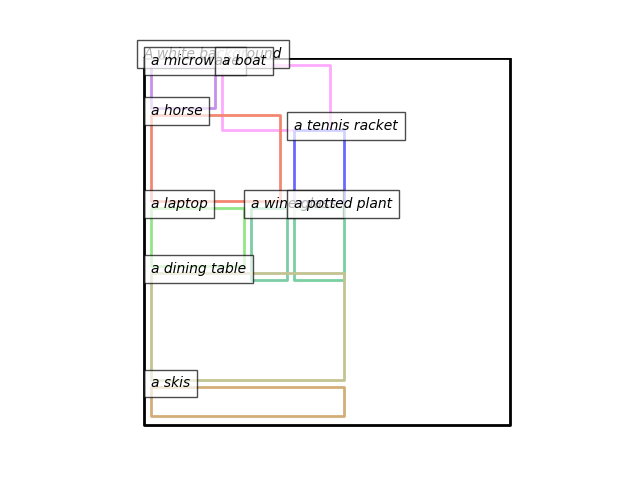 A white background
a microwave
a boat
a horse
a tennis racket
a laptop
a wine glass
a potted plant
a dining table
a skis